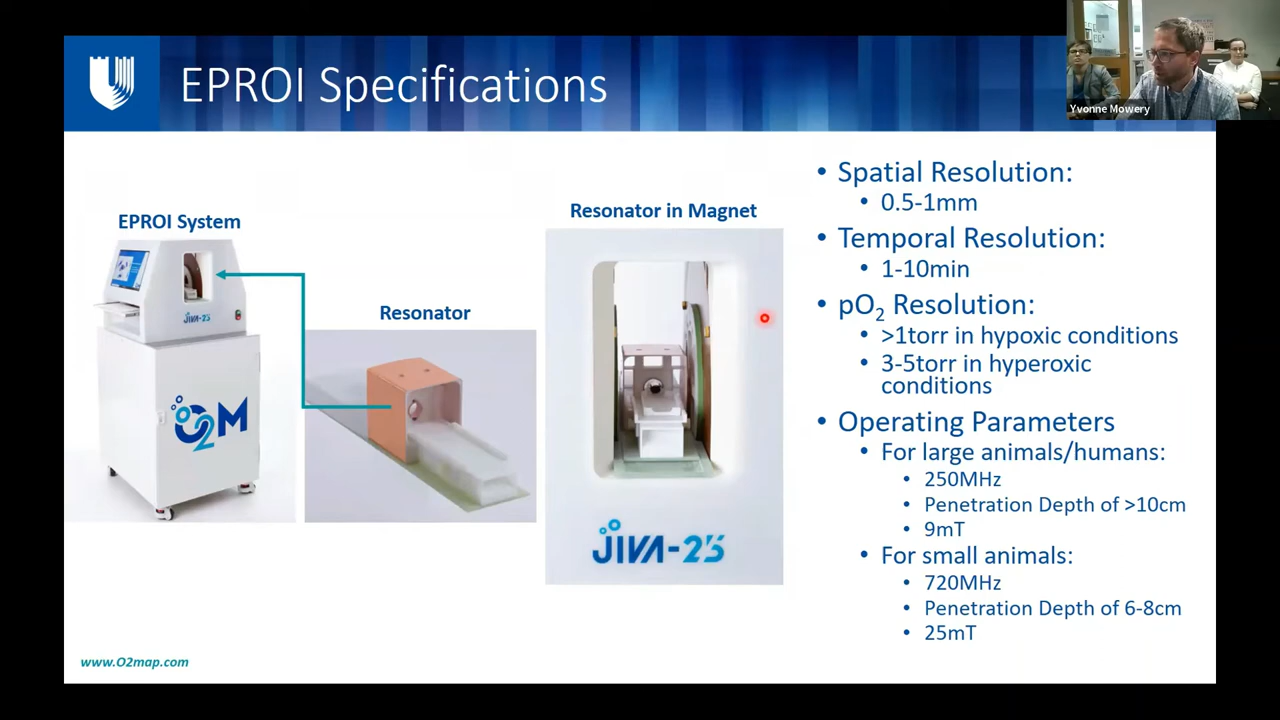 EPROI Specifications
Yvonne Mowery
EPROI System
JIVA-25
O2M
Resonator
Resonator in Magnet
JIVA-25
• Spatial Resolution:
• 0.5-1mm
• Temporal Resolution:
• 1-10min
• pO₂ Resolution:
• >1torr in hypoxic conditions
• 3-5torr in hyperoxic
conditions
• Operating Parameters
• For large animals/humans:
• 250MHz
• Penetration Depth of >10cm
• 9mT
• For small animals:
• 720MHz
• Penetration Depth of 6-8cm
• 25mT
www.O2map.com